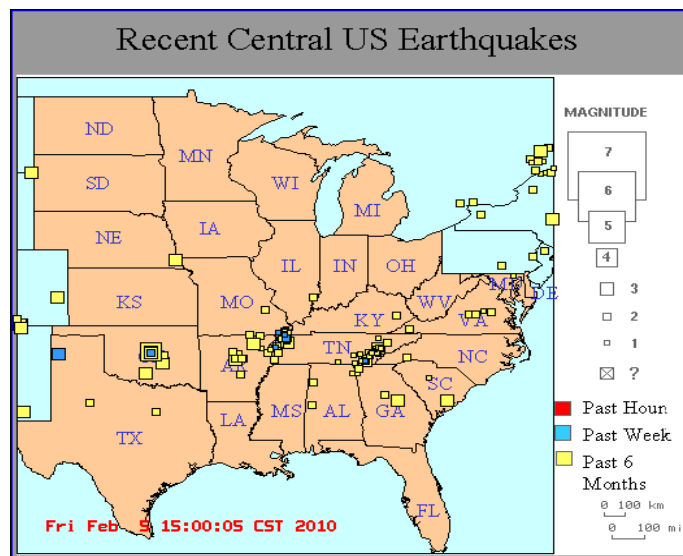 Recent Central US Earthquakes
ND
MN
SD
WI
MI
NE
IA
IL
IN
OH
KS
MO
WV
MD
DE
KY
VA
OK
AR
TN
NC
SC
MS
AL
GA
TX
LA
FL
Fri Feb 5 15:00:05 CST 2010
MAGNITUDE
7
6
5
4
3
2
1
?
Past Hour
Past Week
Past 6
Months
0 100 km
0 100 mi